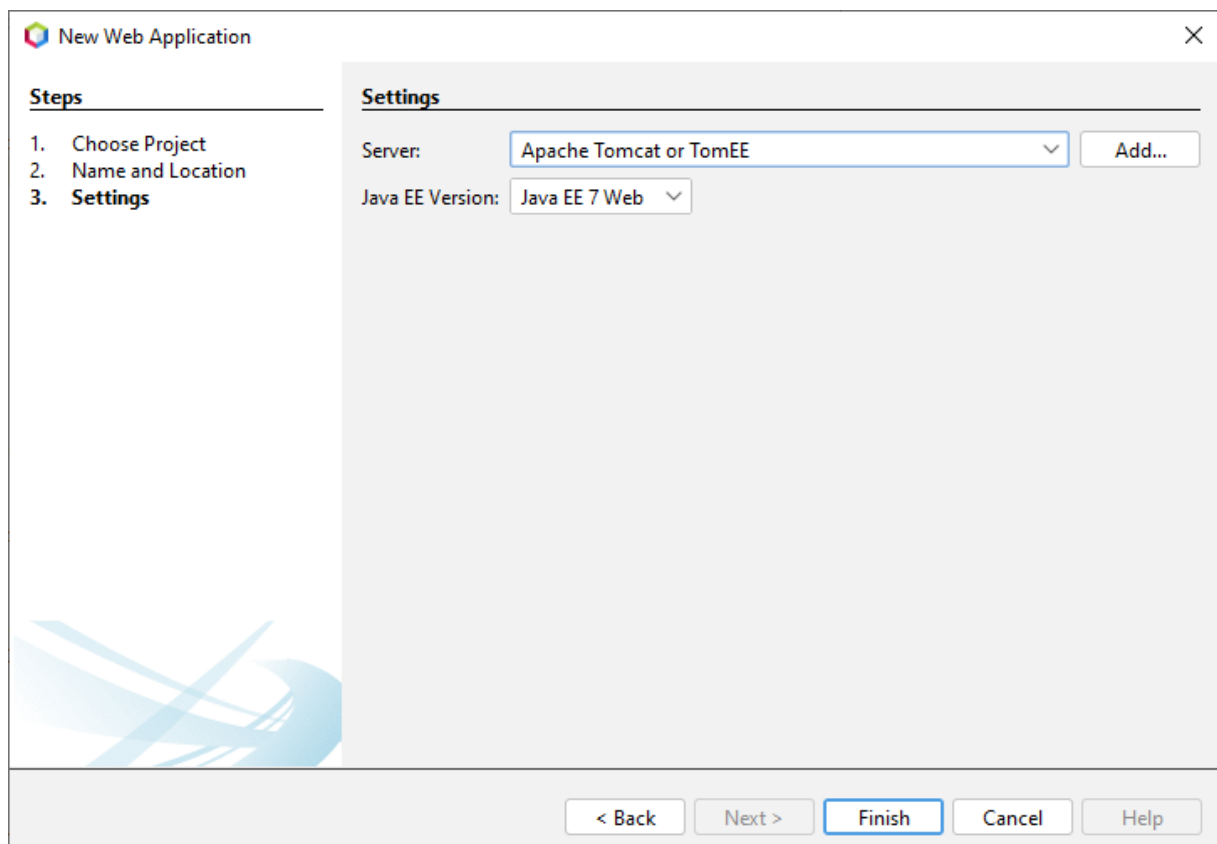 New Web Application
Steps
1. Choose Project
2. Name and Location
3. Settings
Settings
Server: Apache Tomcat or TomEE Add...
Java EE Version: Java EE 7 Web
< Back Next > Finish Cancel Help